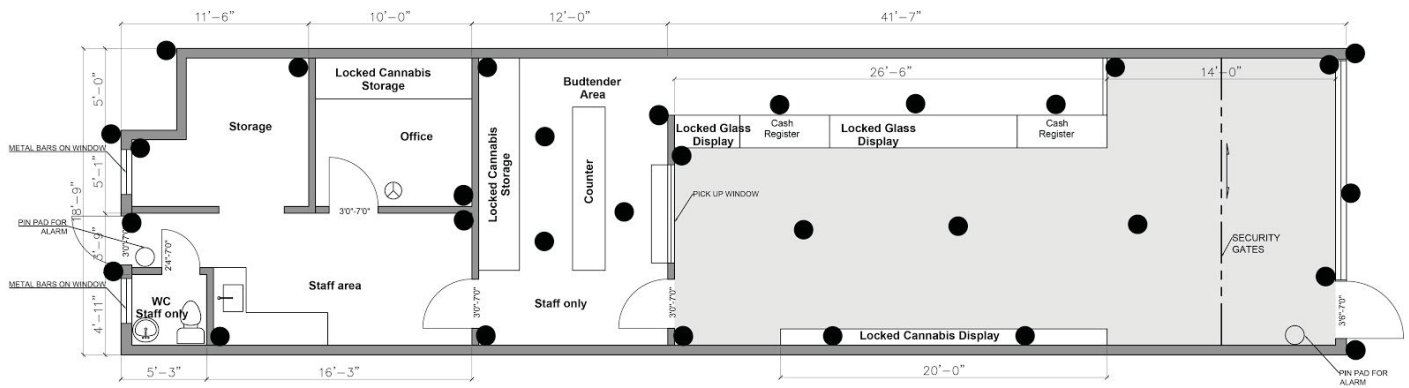 11'-6"
10'-0"
12'-0"
41'-7"
26'-6"
14'-0"
5'-0"
5'-1"
18'-9"
5'-9"
4'-11"
Locked Cannabis
Storage
Storage
Office
Budtender
Area
Locked Cannabis
Storage
Counter
Locked Glass
Display
Cash
Register
Locked Glass
Display
Cash
Register
METAL BARS ON WINDOW
PICK UP WINDOW
PIN PAD FOR
ALARM
3'0"-7'0"
3'0"-7'0"
2'4"-7'0"
SECURITY
GATES
METAL BARS ON WINDOW
WC
Staff only
Staff area
3'0"-7'0"
Staff only
3'0"-7'0"
3'6"-7'0"
Locked Cannabis Display
PIN PAD FOR
ALARM
5'-3"
16'-3"
20'-0"